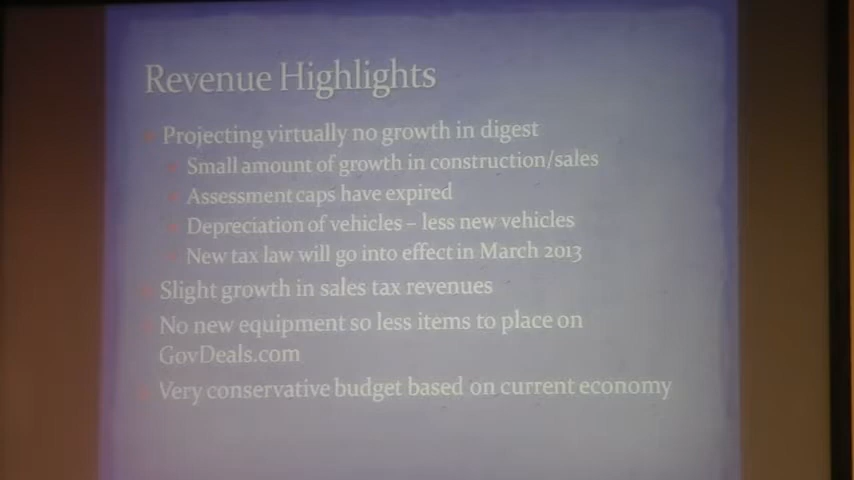 Revenue Highlights
Projecting virtually no growth in digest
Small amount of growth in construction/sales
Assessment caps have expired
Depreciation of vehicles – less new vehicles
New tax law will go into effect in March 2013
Slight growth in sales tax revenues
No new equipment so less items to place on
GovDeals.com
Very conservative budget based on current economy